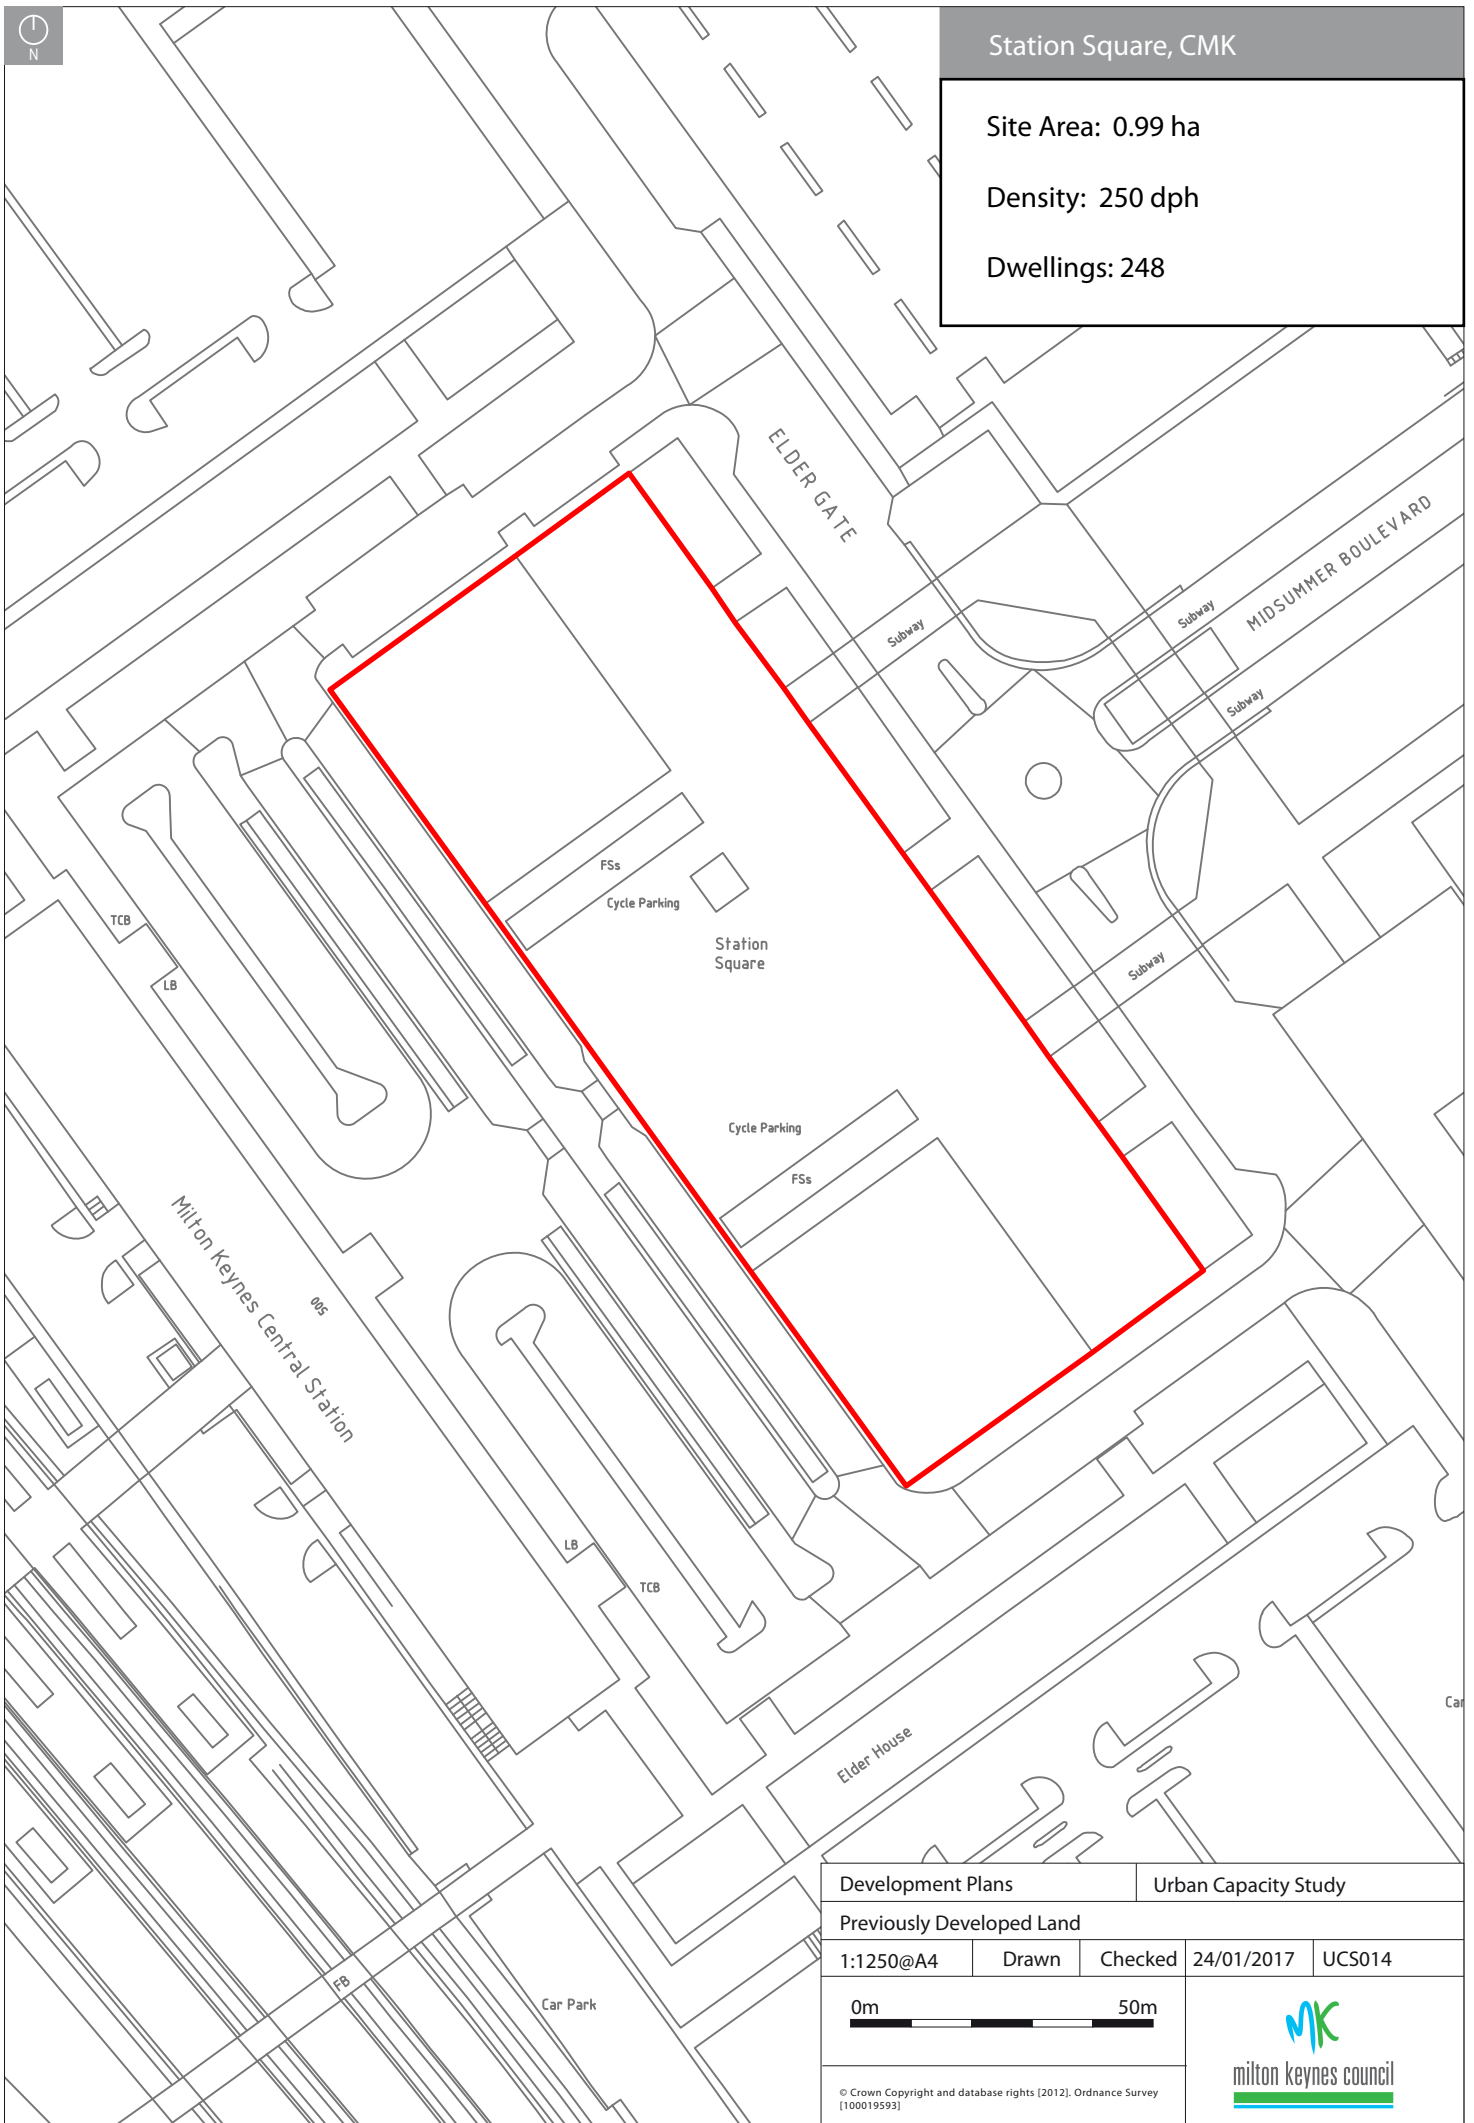 N
Station Square, CMK
Site Area: 0.99 ha
Density: 250 dph
Dwellings: 248
ELDER GATE
MIDSUMMER BOULEVARD
Subway
Subway
Subway
Subway
FSs
Cycle Parking
Station
Square
TCB
LB
Cycle Parking
FSs
Milton Keynes Central Station
500
LB
TCB
Elder House
Car
FB
Car Park
Development Plans
Urban Capacity Study
Previously Developed Land
1:1250@A4
Drawn
Checked
24/01/2017
UCS014
0m
50m
MK
milton keynes council
© Crown Copyright and database rights [2012]. Ordnance Survey
[100019593]